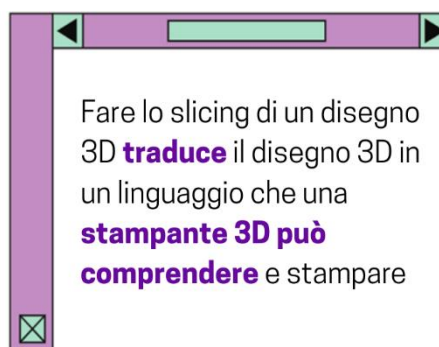 Fare lo slicing di un disegno
3D traduce il disegno 3D in
un linguaggio che una
stampante 3D può
comprendere e stampare